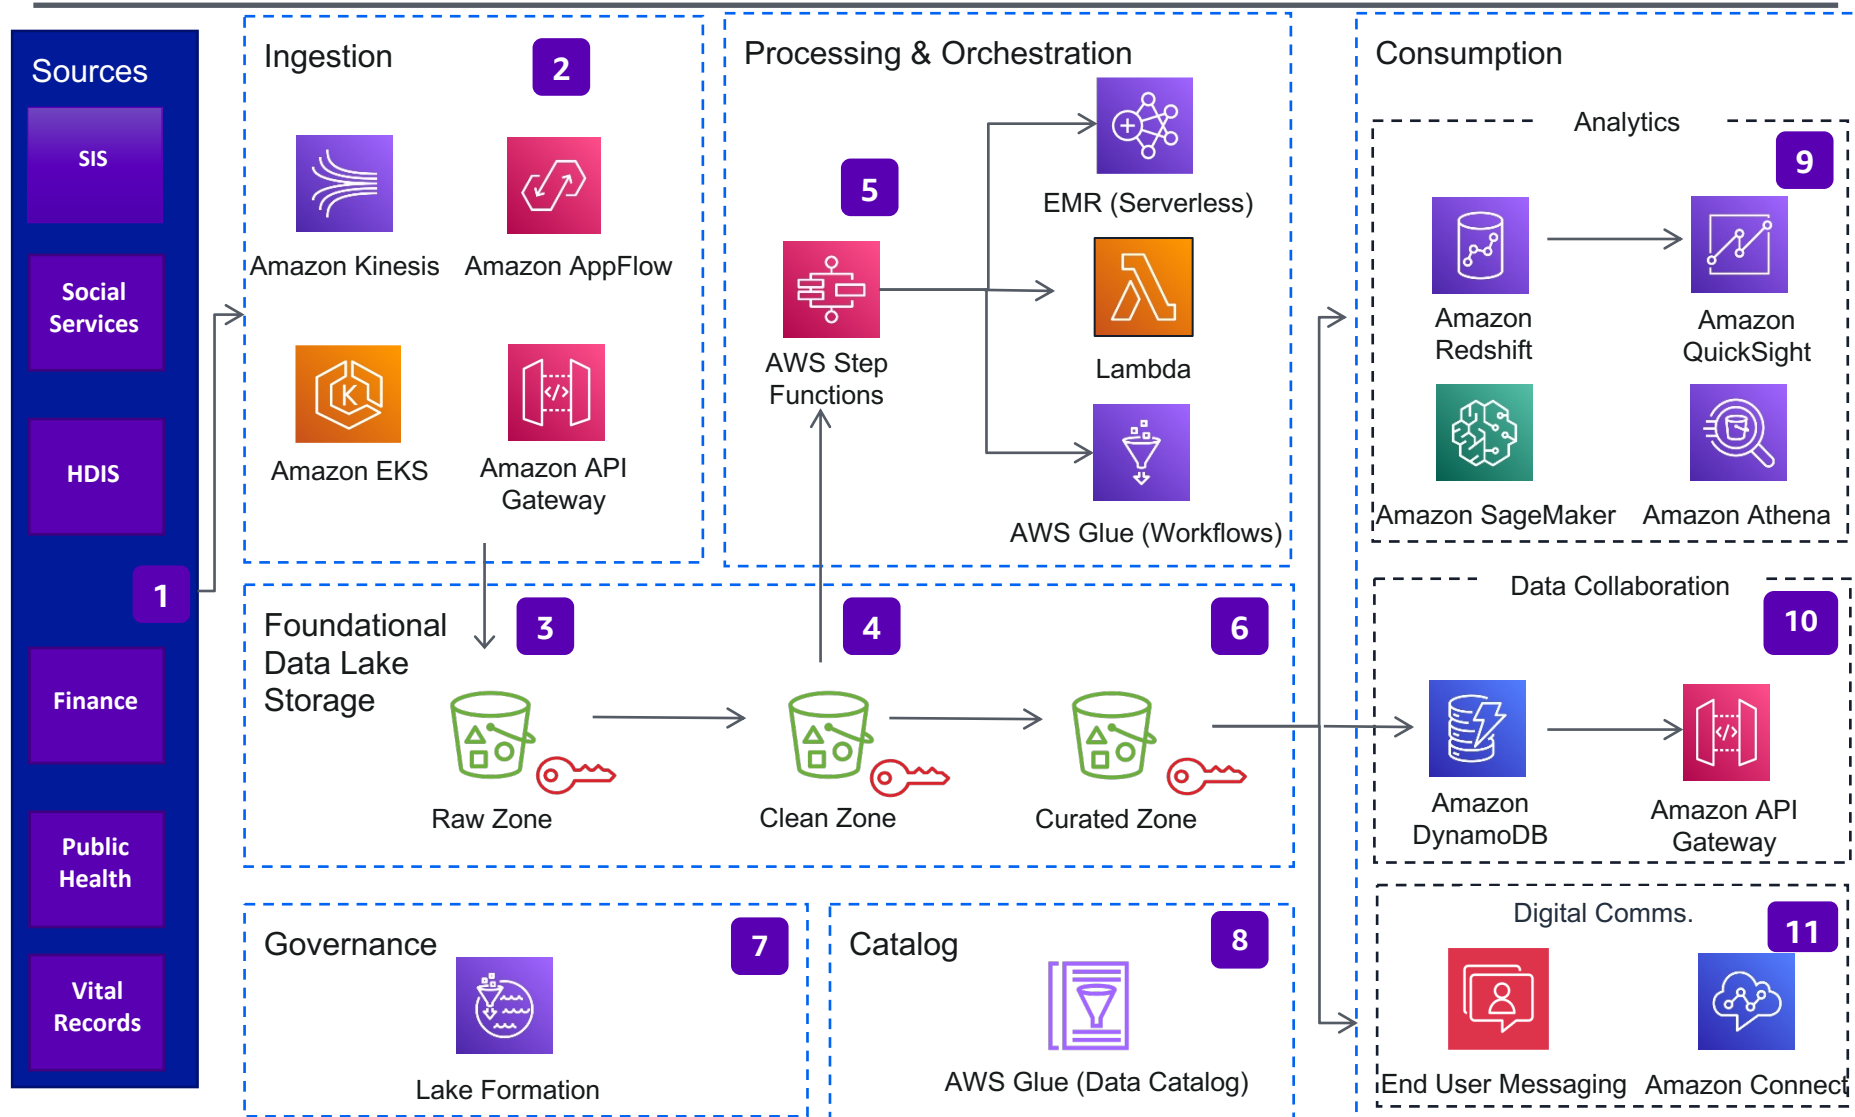 Sources
SIS
Social
Services
HDIS
1
Finance
Public
Health
Vital
Records
Ingestion
2
Amazon Kinesis
Amazon AppFlow
Amazon EKS
Amazon API
Gateway
Processing & Orchestration
5
AWS Step
Functions
EMR (Serverless)
Lambda
AWS Glue (Workflows)
Foundational
Data Lake
Storage
3
4
6
Raw Zone
Clean Zone
Curated Zone
Governance
7
Lake Formation
Catalog
8
AWS Glue (Data Catalog)
Consumption
Analytics
9
Amazon
Redshift
Amazon
QuickSight
Amazon SageMaker
Amazon Athena
Data Collaboration
10
Amazon
DynamoDB
Amazon API
Gateway
Digital Comms.
11
End User Messaging
Amazon Connect